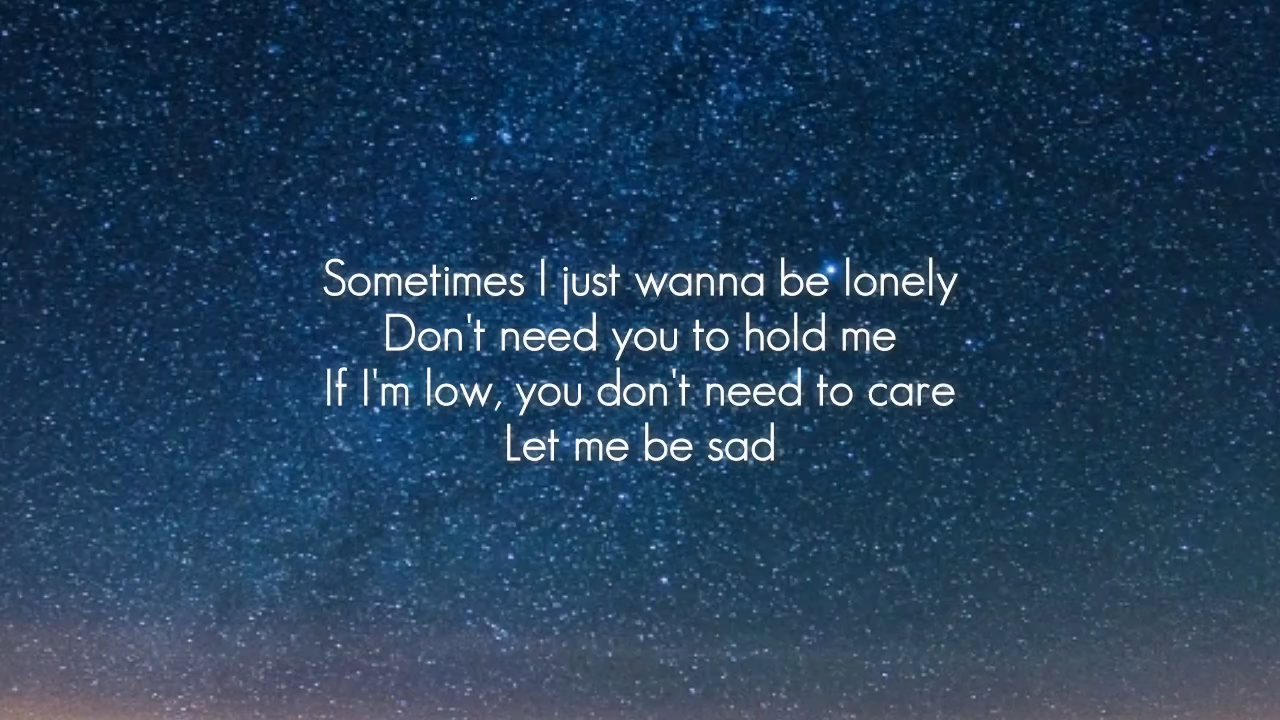 Sometimes I just wanna be lonely
Don't need you to hold me
If I'm low, you don't need to care
Let me be sad